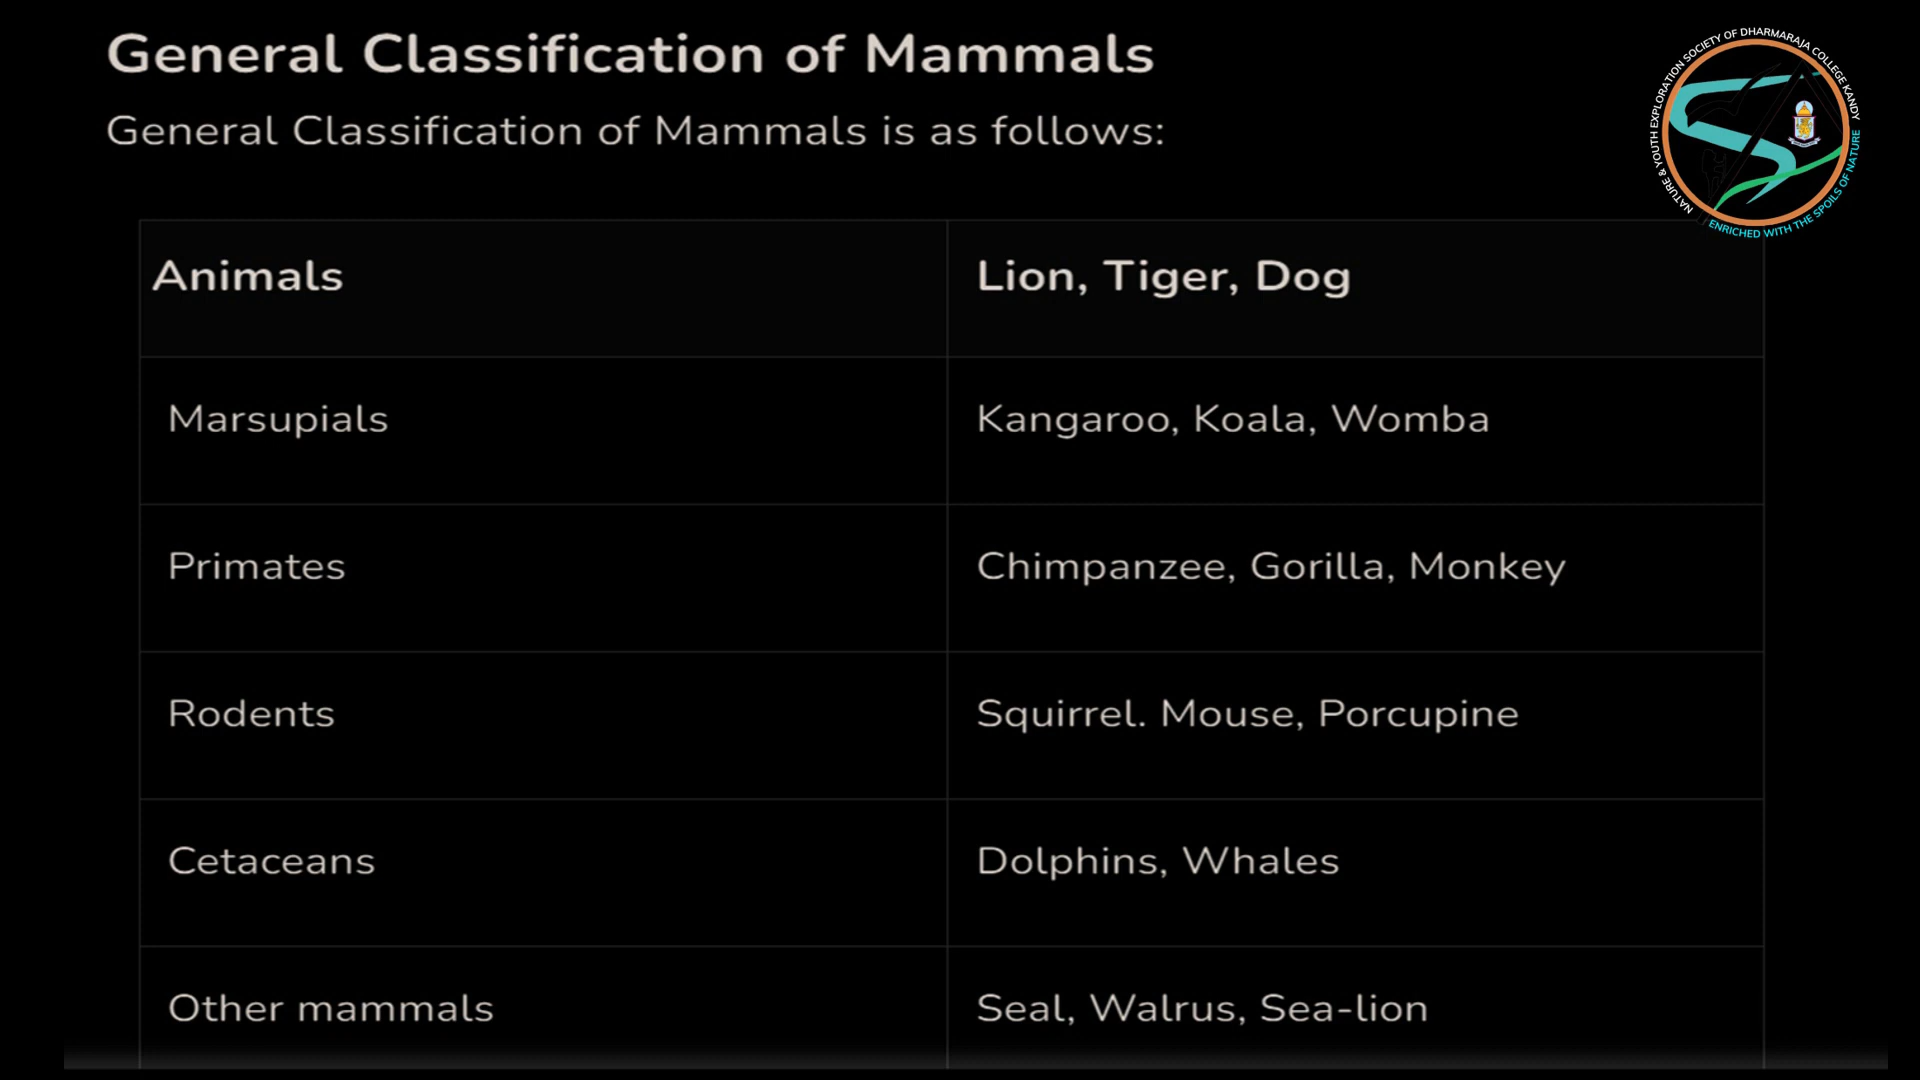 General Classification of Mammals
General Classification of Mammals is as follows:
NATURE & YOUTH EXPLORATION SOCIETY OF DHARMARAJA COLLEGE KANDY
ENRICHED WITH THE SPOILS OF NATURE
Animals Lion, Tiger, Dog
Marsupials Kangaroo, Koala, Womba
Primates Chimpanzee, Gorilla, Monkey
Rodents Squirrel. Mouse, Porcupine
Cetaceans Dolphins, Whales
Other mammals Seal, Walrus, Sea-lion